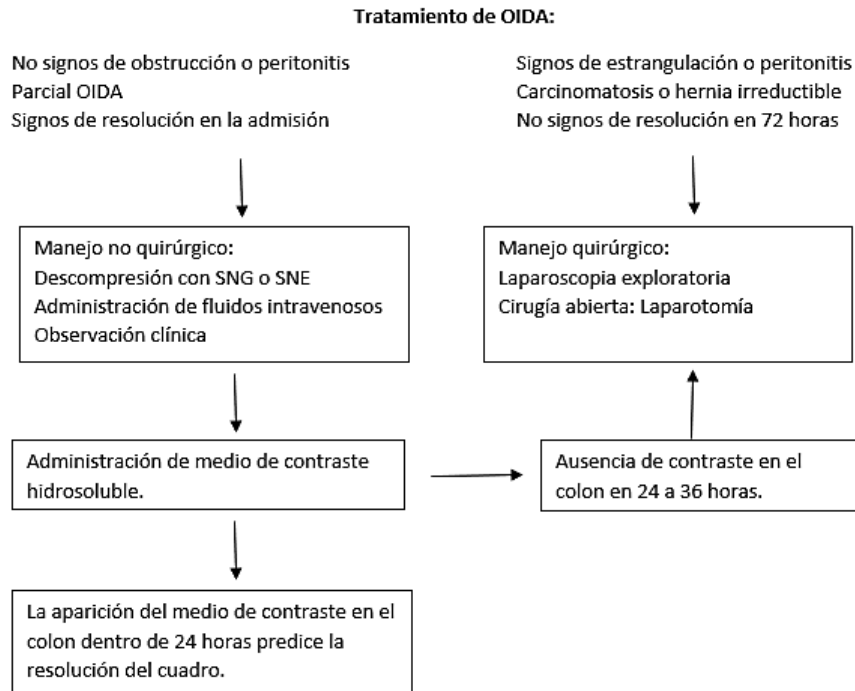 Tratamiento de OIDA:
No signos de obstrucción o peritonitis
Parcial OIDA
Signos de resolución en la admisión
Signos de estrangulación o peritonitis
Carcinomatosis o hernia irreductible
No signos de resolución en 72 horas
Manejo no quirúrgico:
Descompresión con SNG o SNE
Administración de fluidos intravenosos
Observación clínica
Manejo quirúrgico:
Laparoscopia exploratoria
Cirugía abierta: Laparotomía
Administración de medio de contraste
hidrosoluble.
Ausencia de contraste en el
colon en 24 a 36 horas.
La aparición del medio de contraste en el
colon dentro de 24 horas predice la
resolución del cuadro.